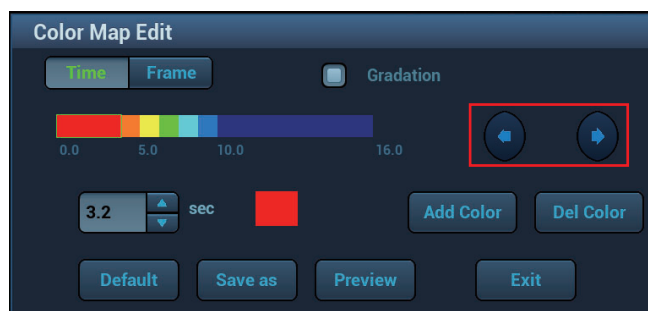 Color Map Edit
Time Frame Gradation
0.0 5.0 10.0 16.0
3.2 sec Add Color Del Color
Default Save as Preview Exit